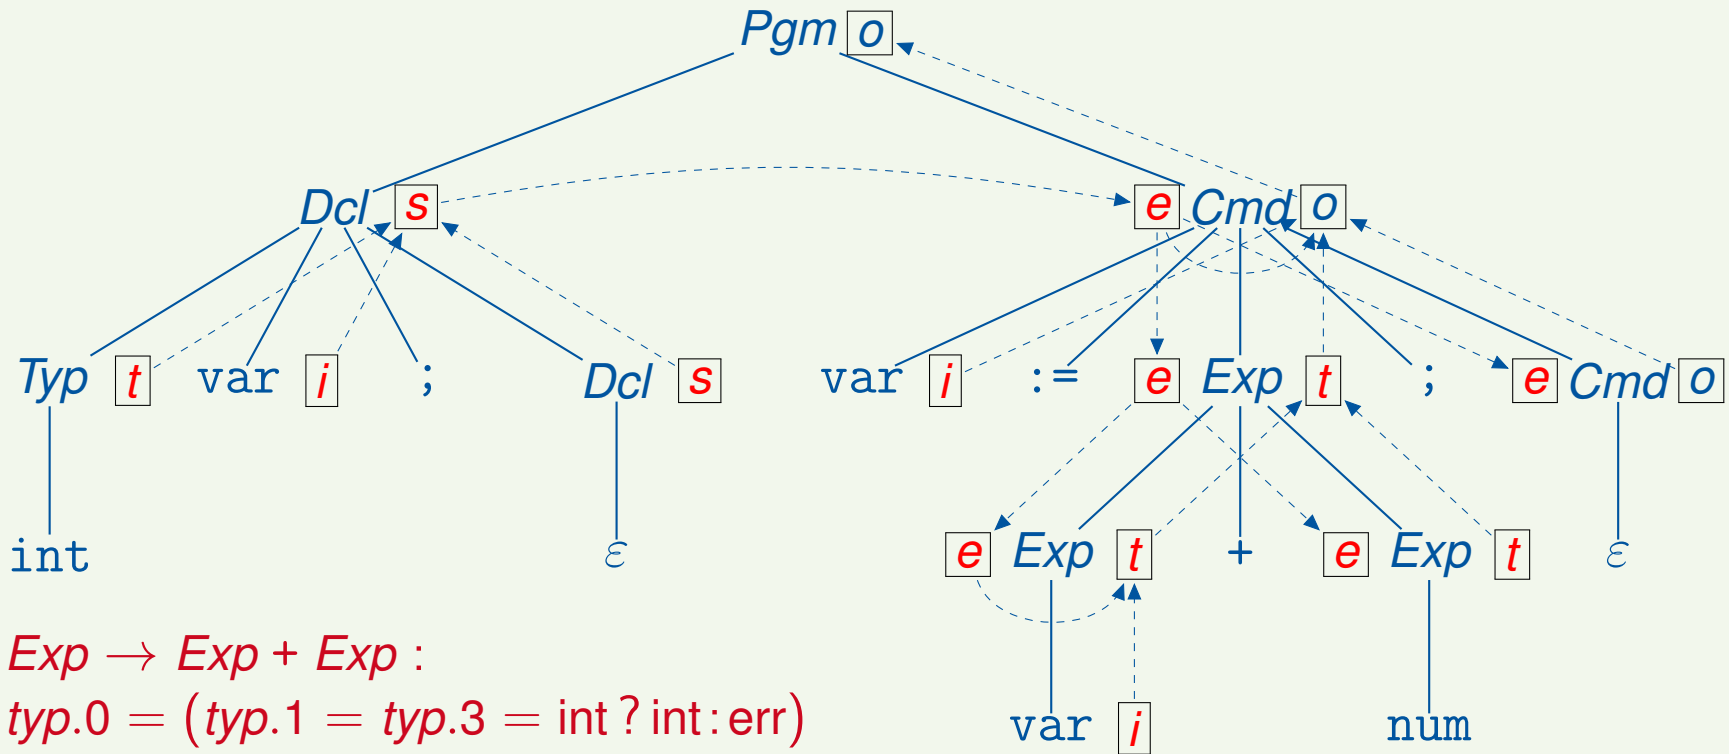 Pgm o
Dcl s e Cmd o
Typ t var i ; Dcl s var i := e Exp t ; e Cmd o
int ε e Exp t + e Exp t ε
Exp → Exp + Exp :
typ.0 = (typ.1 = typ.3 = int ? int : err)
var i num